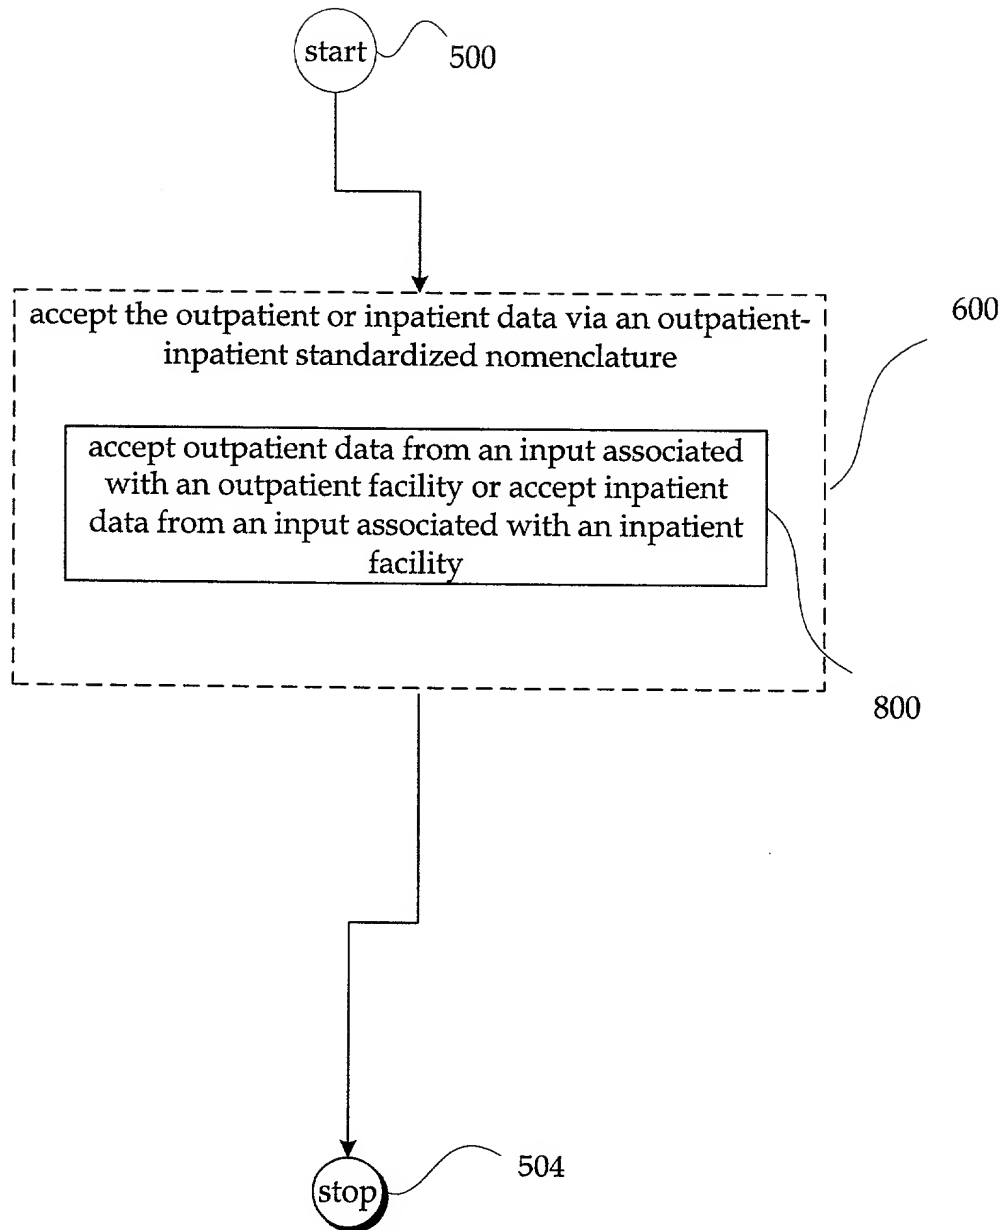 start
500
accept the outpatient or inpatient data via an outpatient-
inpatient standardized nomenclature
600
accept outpatient data from an input associated
with an outpatient facility or accept inpatient
data from an input associated with an inpatient
facility
800
stop
504